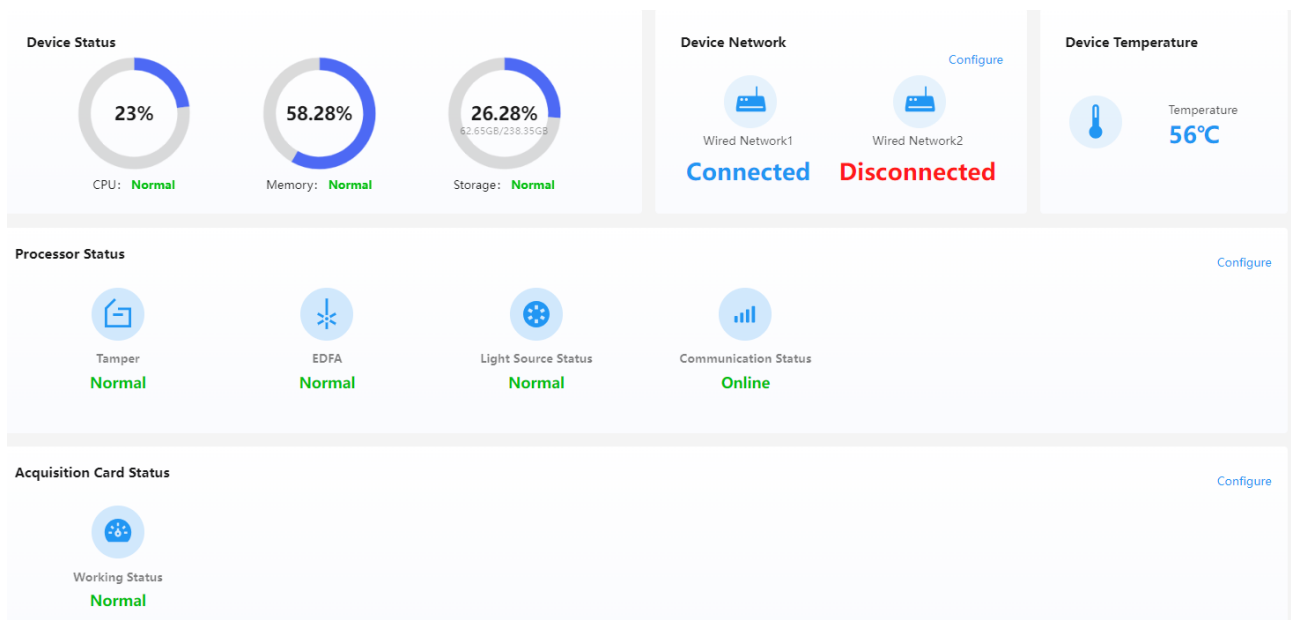 Device Status
23%
CPU: Normal
58.28%
Memory: Normal
26.28%
62.65GB/238.35GB
Storage: Normal
Device Network
Configure
Wired Network1
Connected
Wired Network2
Disconnected
Device Temperature
Temperature
56℃
Processor Status
Configure
Tamper
Normal
EDFA
Normal
Light Source Status
Normal
Communication Status
Online
Acquisition Card Status
Configure
Working Status
Normal